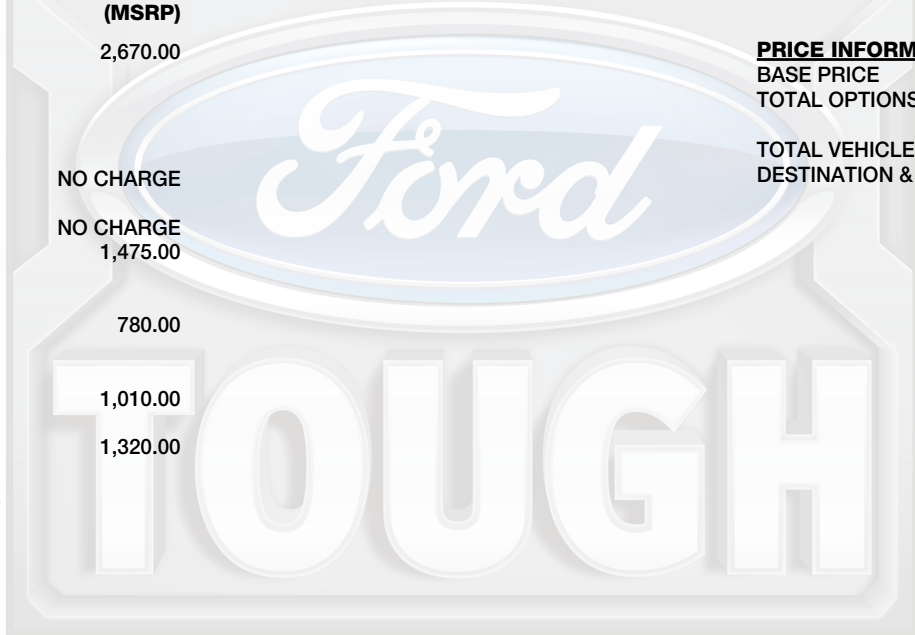 (MSRP)
2,670.00
NO CHARGE
NO CHARGE
1,475.00
780.00
1,010.00
1,320.00
PRICE INFORM
BASE PRICE
TOTAL OPTIONS
TOTAL VEHICLE
DESTINATION &
Ford
TOUGH